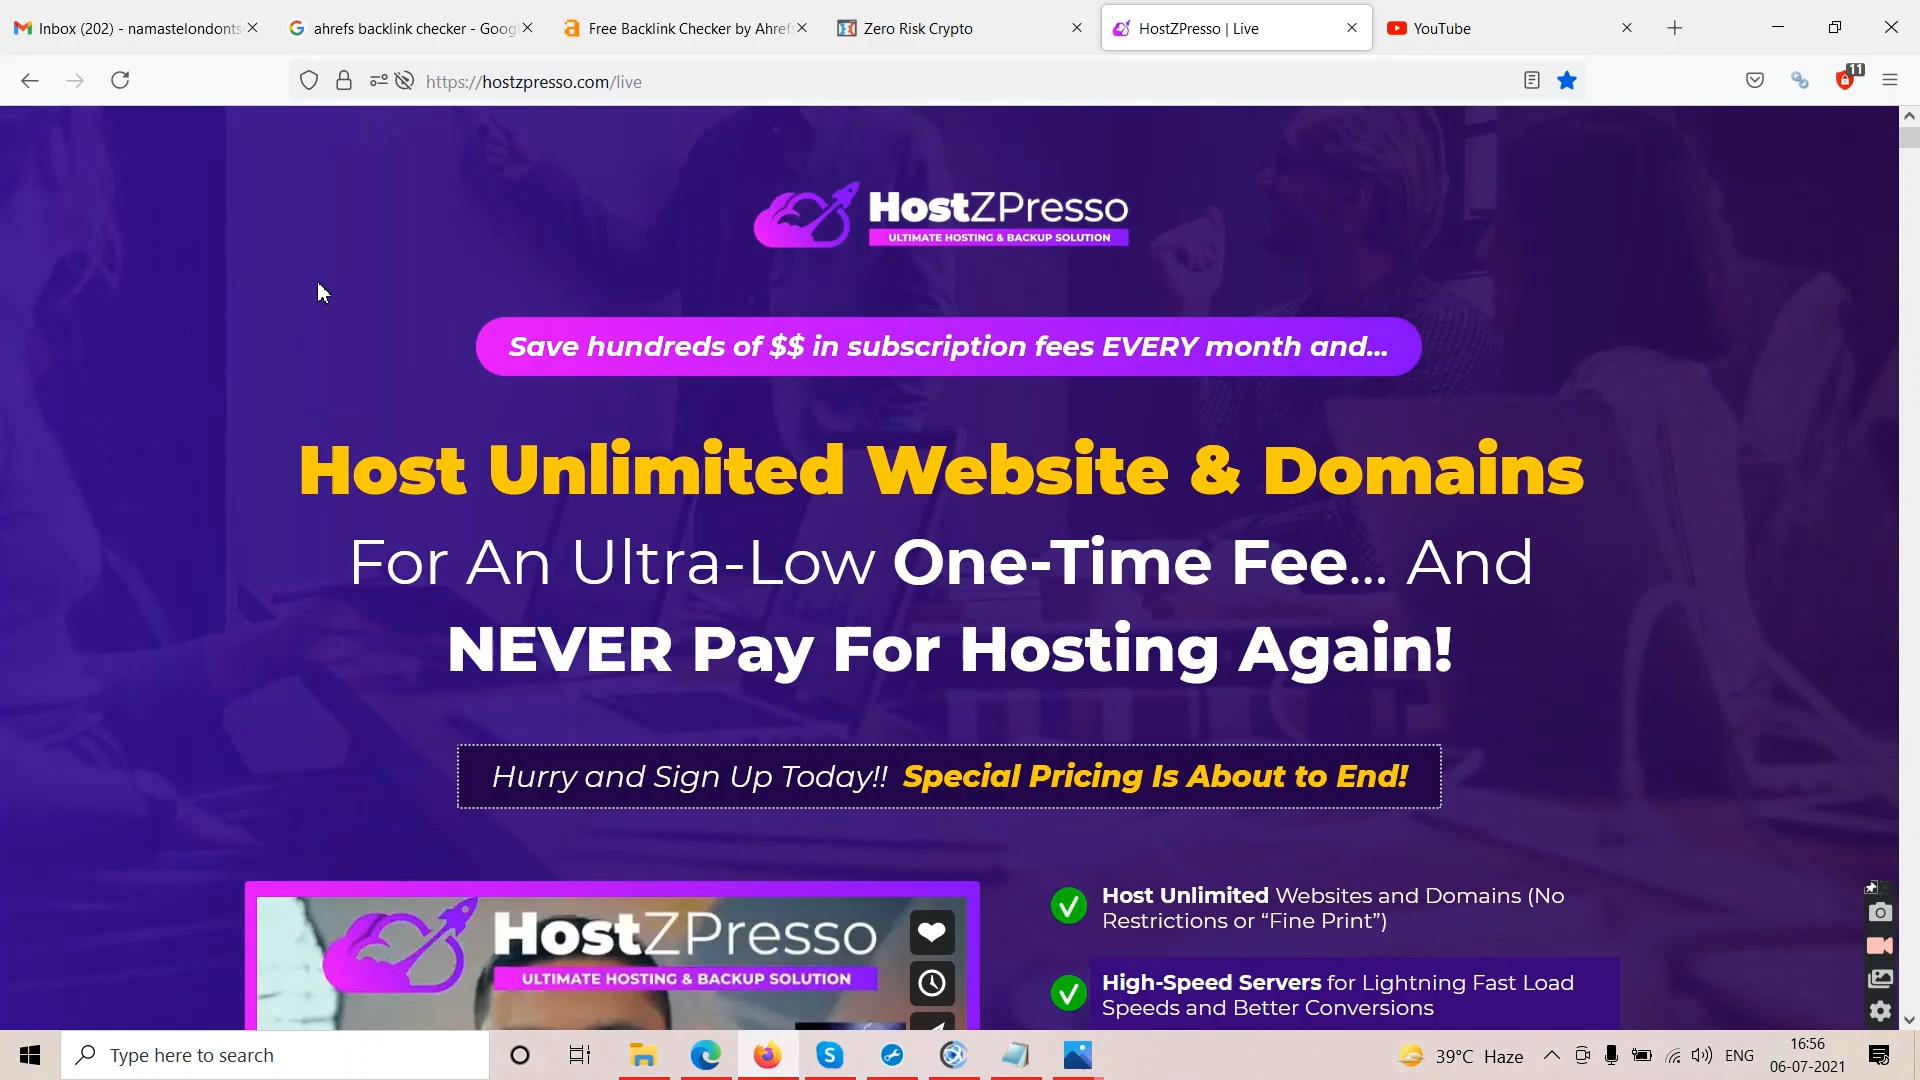 Inbox (202) - namastelondonts
ahrefs backlink checker - Goog
Free Backlink Checker by Ahrefs
Zero Risk Crypto
HostZPresso | Live
YouTube
https://hostzpresso.com/live
11
HostZPresso
ULTIMATE HOSTING & BACKUP SOLUTION
Save hundreds of $$ in subscription fees EVERY month and...
Host Unlimited Website & Domains
For An Ultra-Low One-Time Fee... And
NEVER Pay For Hosting Again!
Hurry and Sign Up Today!! Special Pricing Is About to End!
HostZPresso
ULTIMATE HOSTING & BACKUP SOLUTION
Host Unlimited Websites and Domains (No
Restrictions or “Fine Print”)
High-Speed Servers for Lightning Fast Load
Speeds and Better Conversions
Type here to search
39°C Haze
ENG
16:56
06-07-2021